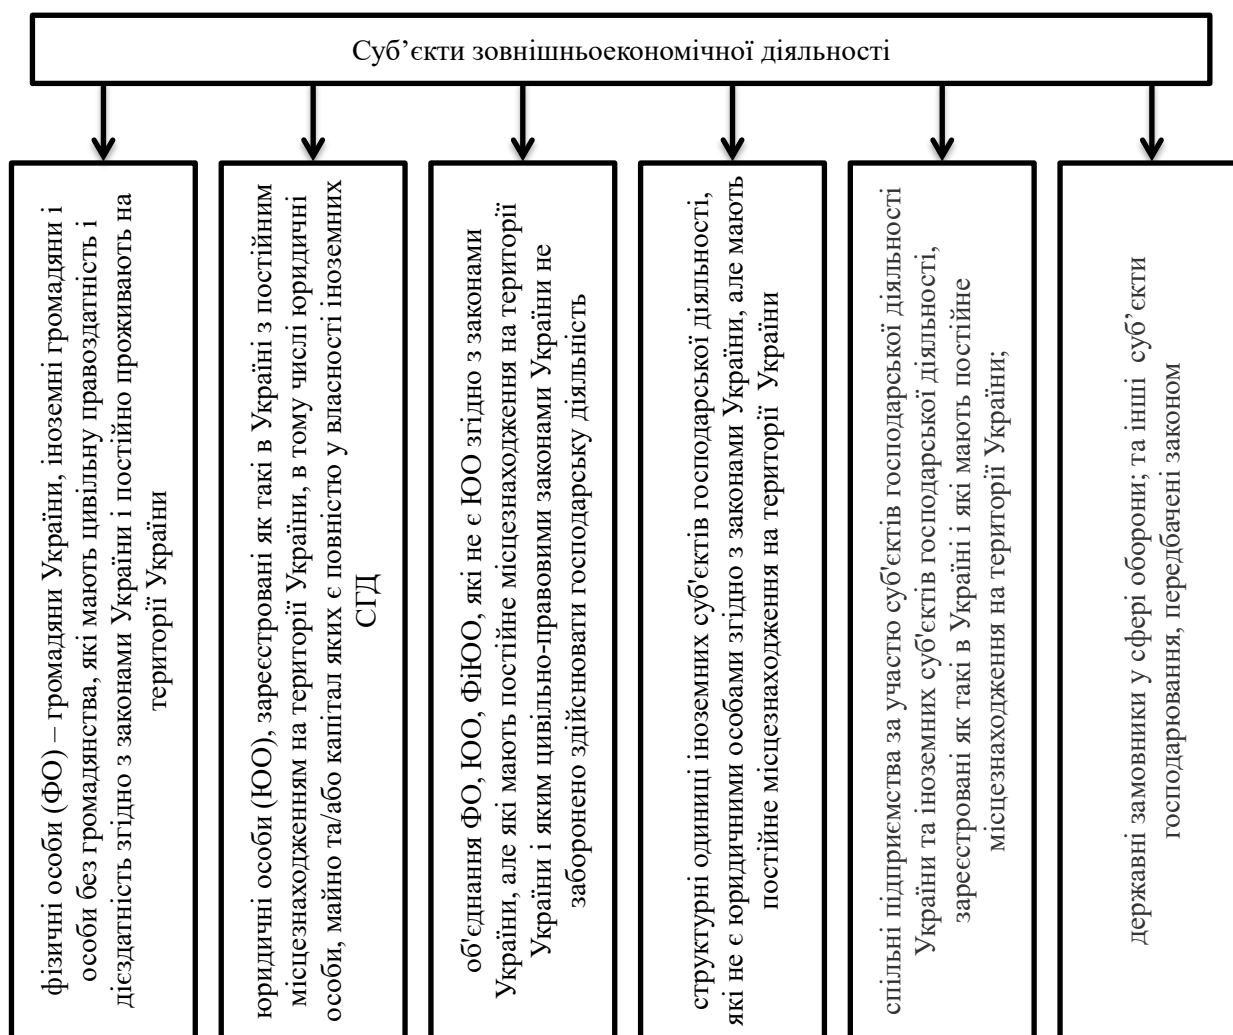 Суб’єкти зовнішньоекономічної діяльності
фізичні особи (ФО) – громадяни України, іноземні громадяни і
особи без громадянства, які мають цивільну правоздатність і
дієздатність згідно з законами України і постійно проживають на
території України
юридичні особи (ЮО), зареєстровані як такі в Україні з постійним
місцезнаходженням на території України, в тому числі юридичні
особи, майно та/або капітал яких є повністю у власності іноземних
СГД
об'єднання ФО, ЮО, ФіЮО, які не є ЮО згідно з законами
України, але які мають постійне місцезнаходження на території
України і яким цивільно-правовими законами України не
заборонено здійснювати господарську діяльність
структурні одиниці іноземних суб'єктів господарської діяльності,
які не є юридичними особами згідно з законами України, але мають
постійне місцезнаходження на території України
спільні підприємства за участю суб'єктів господарської діяльності
України та іноземних суб'єктів господарської діяльності,
зареєстровані як такі в Україні і які мають постійне
місцезнаходження на території України;
державні замовники у сфері оборони; та інші суб’єкти
господарювання, передбачені законом